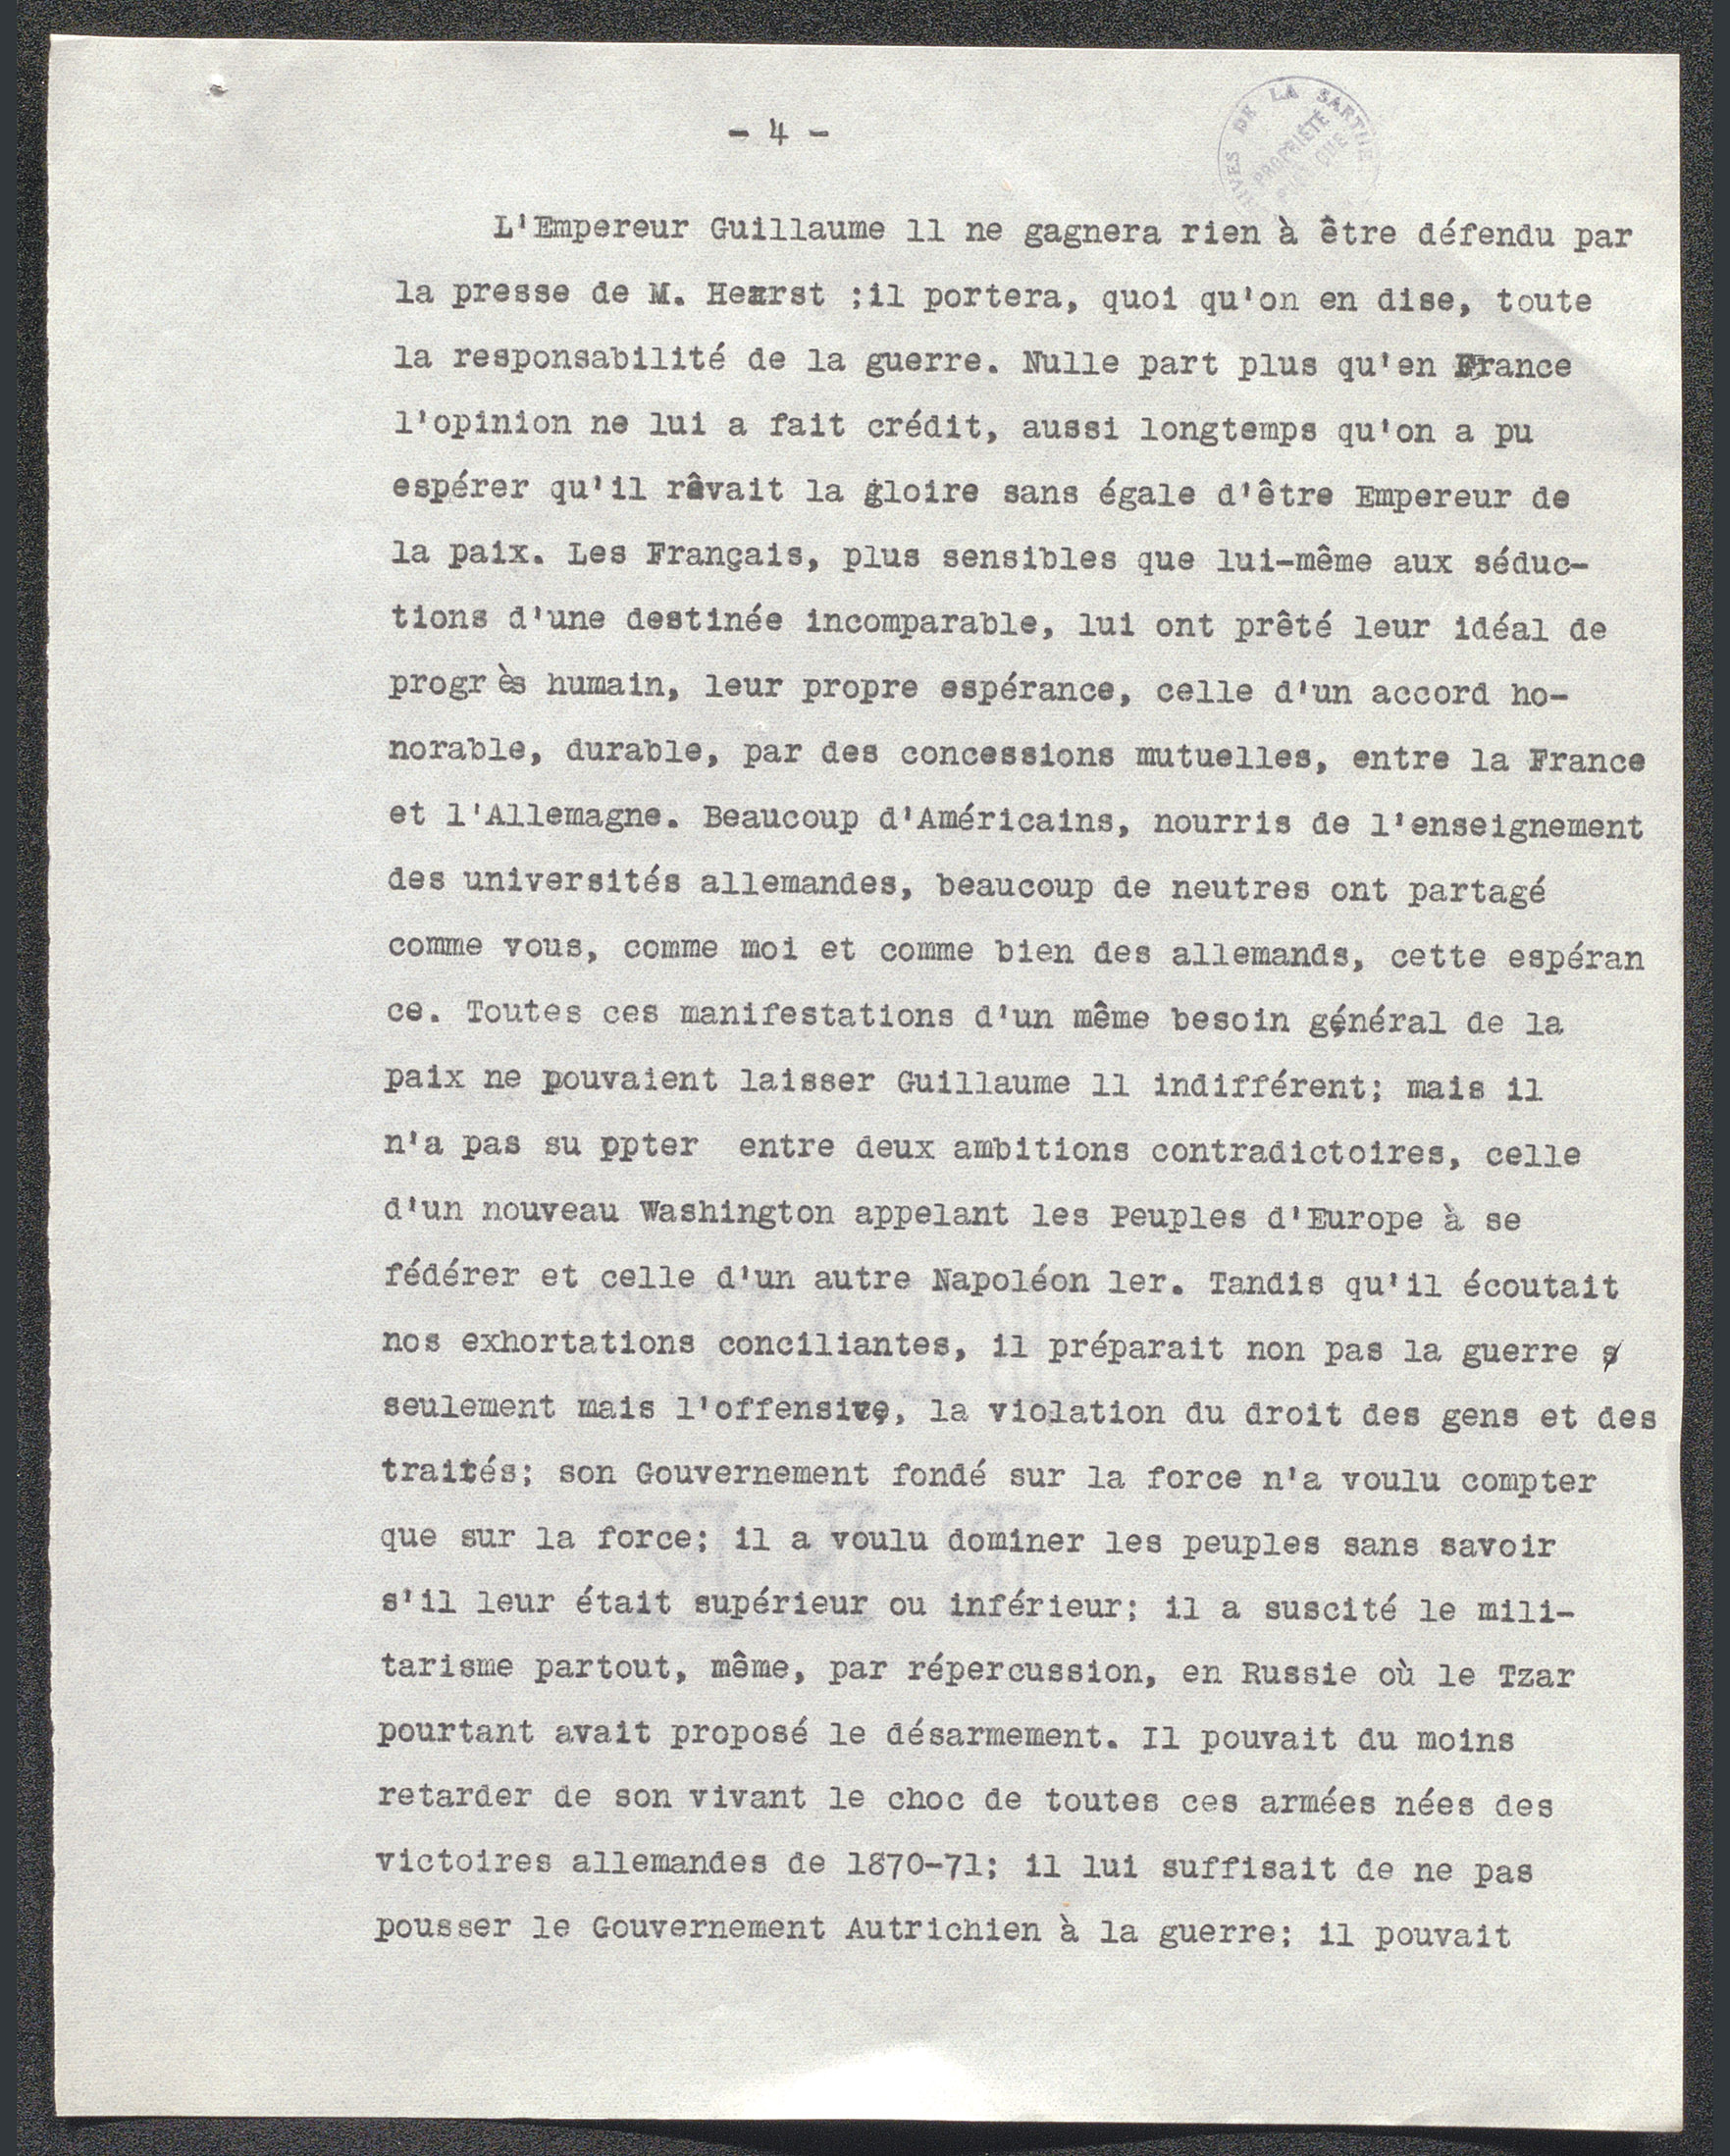 - 4 -
ARCHIVES DE LA SARTHE
PROPRIÉTÉ
PUBLIQUE
L'Empereur Guillaume 11 ne gagnera rien à être défendu par
la presse de M. Hearst ;il portera, quoi qu'on en dise, toute
la responsabilité de la guerre. Nulle part plus qu'en France
l'opinion ne lui a fait crédit, aussi longtemps qu'on a pu
espérer qu'il rêvait la gloire sans égale d'être Empereur de
la paix. Les Français, plus sensibles que lui-même aux séduc-
tions d'une destinée incomparable, lui ont prêté leur idéal de
progrès humain, leur propre espérance, celle d'un accord ho-
norable, durable, par des concessions mutuelles, entre la France
et l'Allemagne. Beaucoup d'Américains, nourris de l'enseignement
des universités allemandes, beaucoup de neutres ont partagé
comme vous, comme moi et comme bien des allemands, cette espéran
ce. Toutes ces manifestations d'un même besoin général de la
paix ne pouvaient laisser Guillaume 11 indifférent; mais il
n'a pas su ppter entre deux ambitions contradictoires, celle
d'un nouveau Washington appelant les Peuples d'Europe à se
fédérer et celle d'un autre Napoléon 1er. Tandis qu'il écoutait
nos exhortations conciliantes, il préparait non pas la guerre
seulement mais l'offensive, la violation du droit des gens et des
traités; son Gouvernement fondé sur la force n'a voulu compter
que sur la force; il a voulu dominer les peuples sans savoir
s'il leur était supérieur ou inférieur; il a suscité le mili-
tarisme partout, même, par répercussion, en Russie où le Tzar
pourtant avait proposé le désarmement. Il pouvait du moins
retarder de son vivant le choc de toutes ces armées nées des
victoires allemandes de 1870-71; il lui suffisait de ne pas
pousser le Gouvernement Autrichien à la guerre; il pouvait